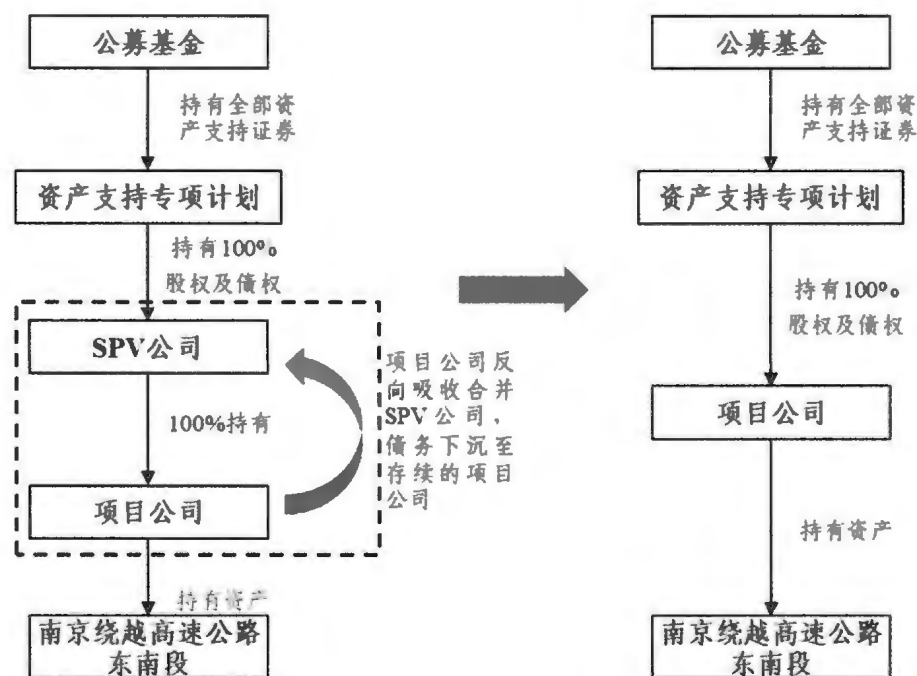 公募基金
持有全部资
产支持证券
资产支持专项计划
持有100%
股权及债权
SPV公司
100%持有
项目公司
持有资产
南京绕越高速公路
东南段
项目公司反
向吸收合并
SPV公司，
债务下沉至
存续的项目
公司
公募基金
持有全部资
产支持证券
资产支持专项计划
持有100%
股权及债权
项目公司
持有资产
南京绕越高速公路
东南段